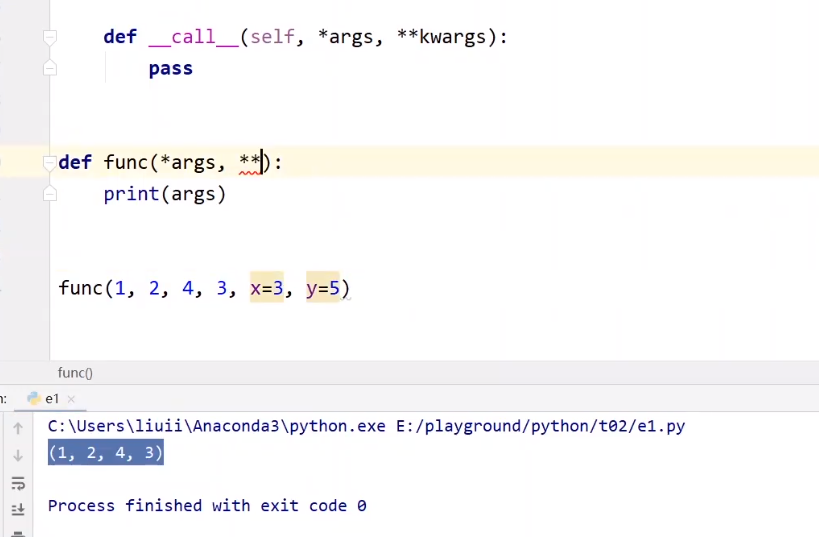 def __call__(self, *args, **kwargs):
pass
def func(*args, **):
print(args)
func(1, 2, 4, 3, x=3, y=5)
func()
n: e1 ×
C:\Users\liuii\Anaconda3\python.exe E:/playground/python/t02/e1.py
(1, 2, 4, 3)
Process finished with exit code 0